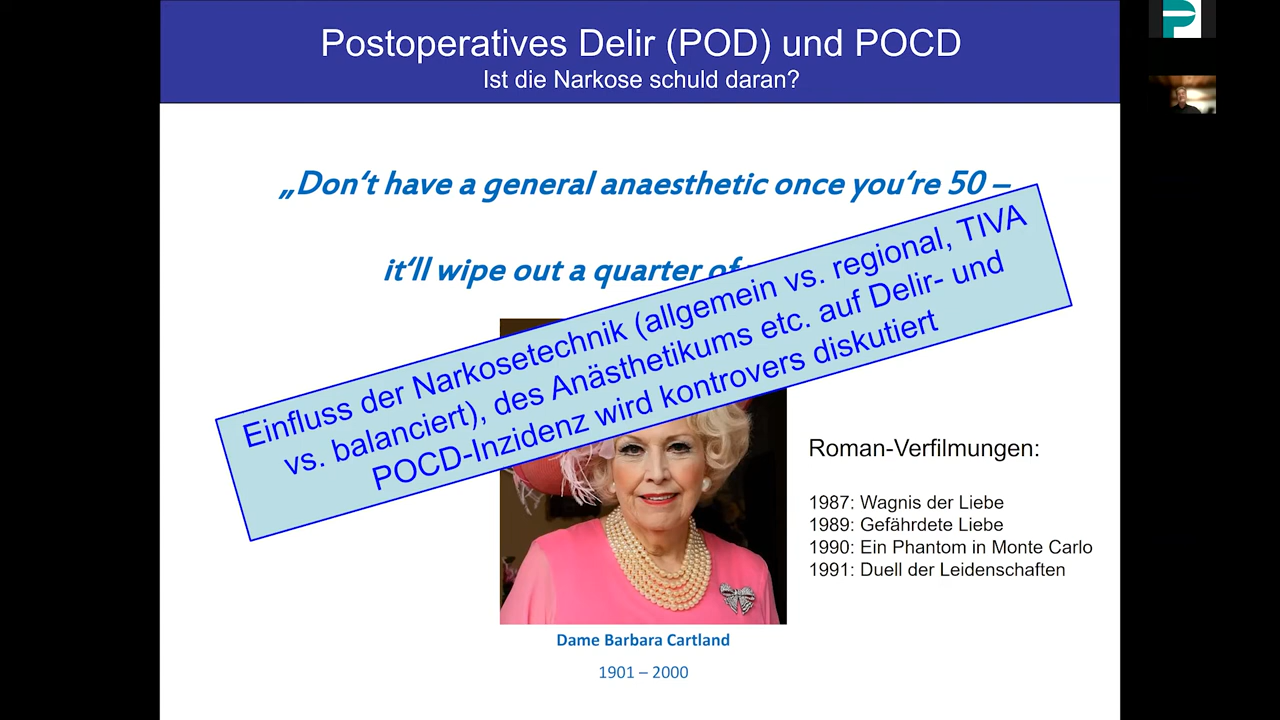 Postoperatives Delir (POD) und POCD
Ist die Narkose schuld daran?
„Don‘t have a general anaesthetic once you‘re 50 –
it‘ll wipe out a quarter of
Einfluss der Narkosetechnik (allgemein vs. regional, TIVA
vs. balanciert), des Anästhetikums etc. auf Delir- und
POCD-Inzidenz wird kontrovers diskutiert
Roman-Verfilmungen:
1987: Wagnis der Liebe
1989: Gefährdete Liebe
1990: Ein Phantom in Monte Carlo
1991: Duell der Leidenschaften
Dame Barbara Cartland
1901 – 2000